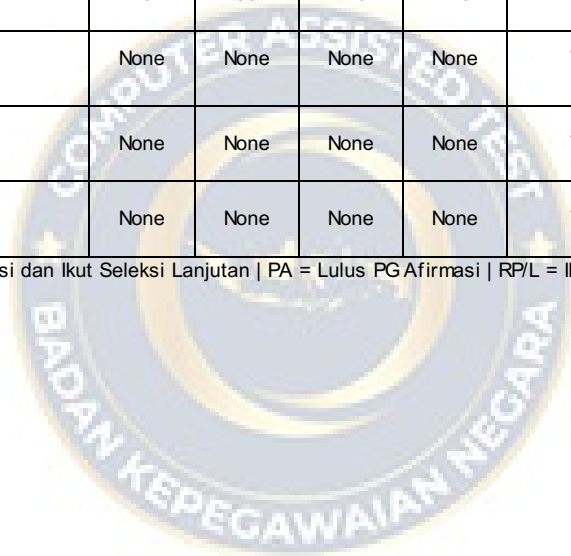 None None None None
None None None None
None None None None
si dan Ikut Seleksi Lanjutan | PA = Lulus PG Afirmasi | RP/L = I
COMPUTER ASSISTED TEST
BADAN KEPEGAWAIAN NEGARA